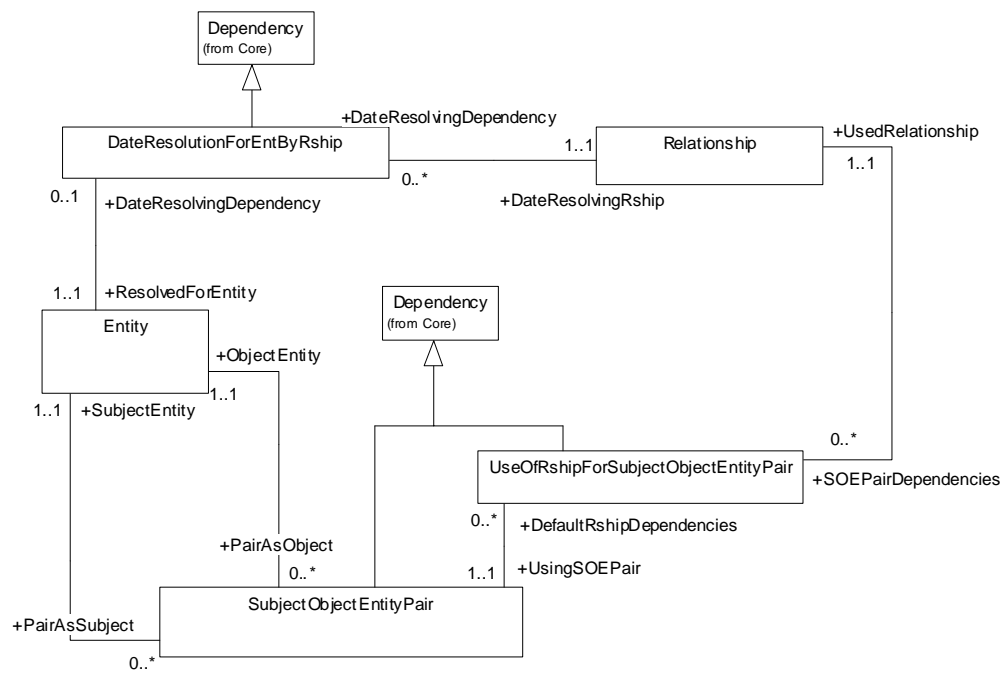 Dependency
(from Core)
+DateResolvingDependency
DateResolutionForEntByRship
1..1
Relationship
+UsedRelationship
1..1
0..1
0..*
+DateResolvingDependency
+DateResolvingRship
1..1
+ResolvedForEntity
Dependency
(from Core)
Entity
+ObjectEntity
1..1
1..1
+SubjectEntity
0..*
UseOfRshipForSubjectObjectEntityPair
+SOEPairDependencies
0..*
+DefaultRshipDependencies
+PairAsObject
0..*
1..1
+UsingSOEPair
SubjectObjectEntityPair
+PairAsSubject
0..*